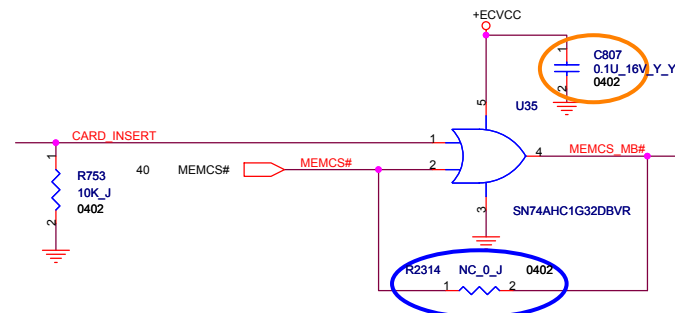 +ECVCC
1
C807
0.1U_16V_Y_Y
2
0402
5
U35
CARD_INSERT
1
4
MEMCS_MB#
1
R753
40
MEMCS#
MEMCS#
2
10K_J
2
0402
3
SN74AHC1G32DBVR
R2314
NC_0_J
0402
1
2